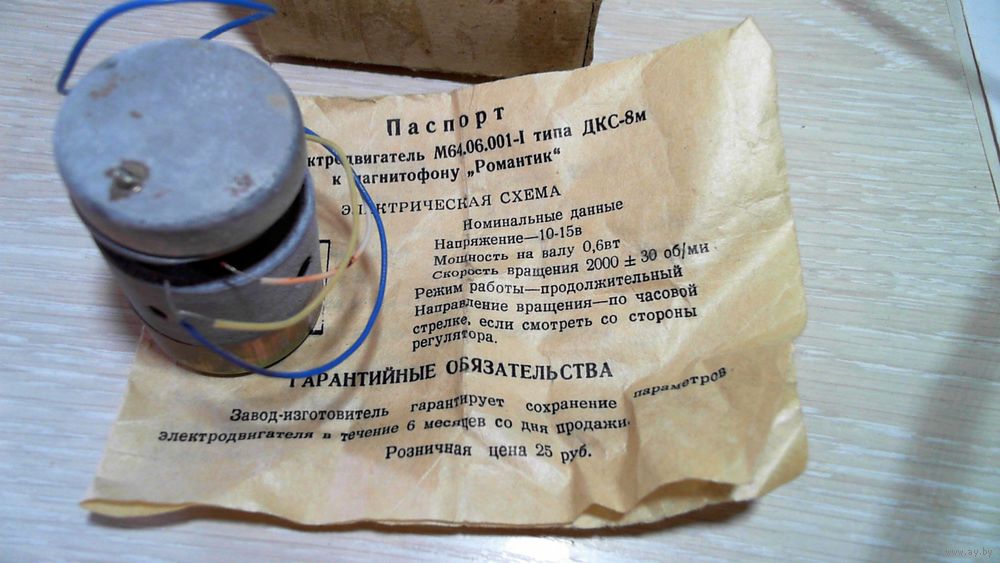 Паспорт
ктродвигатель М64.06.001-I типа ДКС-8м
к магнитофону „Романтик“
ЭЛЕКТРИЧЕСКАЯ СХЕМА
Номинальные данные
Напряжение—10-15в
Мощность на валу 0,6вт
Скорость вращения 2000 ± 30 об/ми
Режим работы—продолжительный
Направление вращения—по часовой
стрелке, если смотреть со стороны
регулятора.
ГАРАНТИЙНЫЕ ОБЯЗАТЕЛЬСТВА
Завод-изготовитель гарантирует сохранение параметров
электродвигателя в течение 6 месяцев со дня продажи.
Розничная цена 25 руб.
www.ay.by